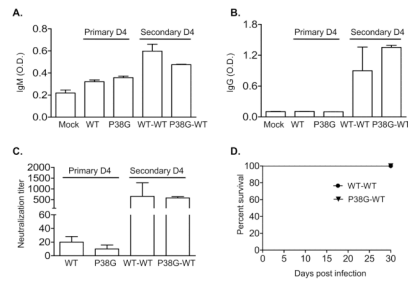 A.
Primary D4 Secondary D4
IgM (O.D.)
0.8
0.6
0.4
0.2
0.0
Mock WT P38G WT-WT P38G-WT
B.
Primary D4 Secondary D4
IgG (O.D.)
1.8
1.2
0.6
0.0
Mock WT P38G WT-WT P38G-WT
C.
Primary D4 Secondary D4
Neutralization titer
2000
1500
1000
500
60
40
20
0
WT P38G WT-WT P38G-WT
D.
Percent survival
100
80
60
40
20
0
WT-WT
P38G-WT
0 5 10 15 20 25 30
Days post infection